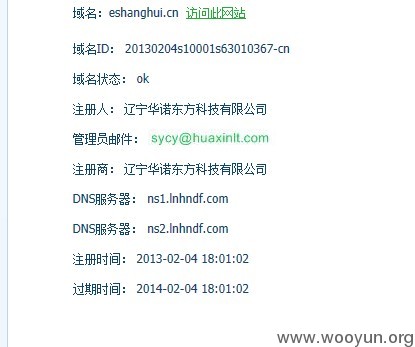 域名：eshanghui.cn 访问此网站
域名ID： 20130204s10001s63010367-cn
域名状态： ok
注册人： 辽宁华诺东方科技有限公司
管理员邮件： sycy@huaxinlt.com
注册商： 辽宁华诺东方科技有限公司
DNS服务器： ns1.lnhndf.com
DNS服务器： ns2.lnhndf.com
注册时间： 2013-02-04 18:01:02
过期时间： 2014-02-04 18:01:02
www.wooyun.org